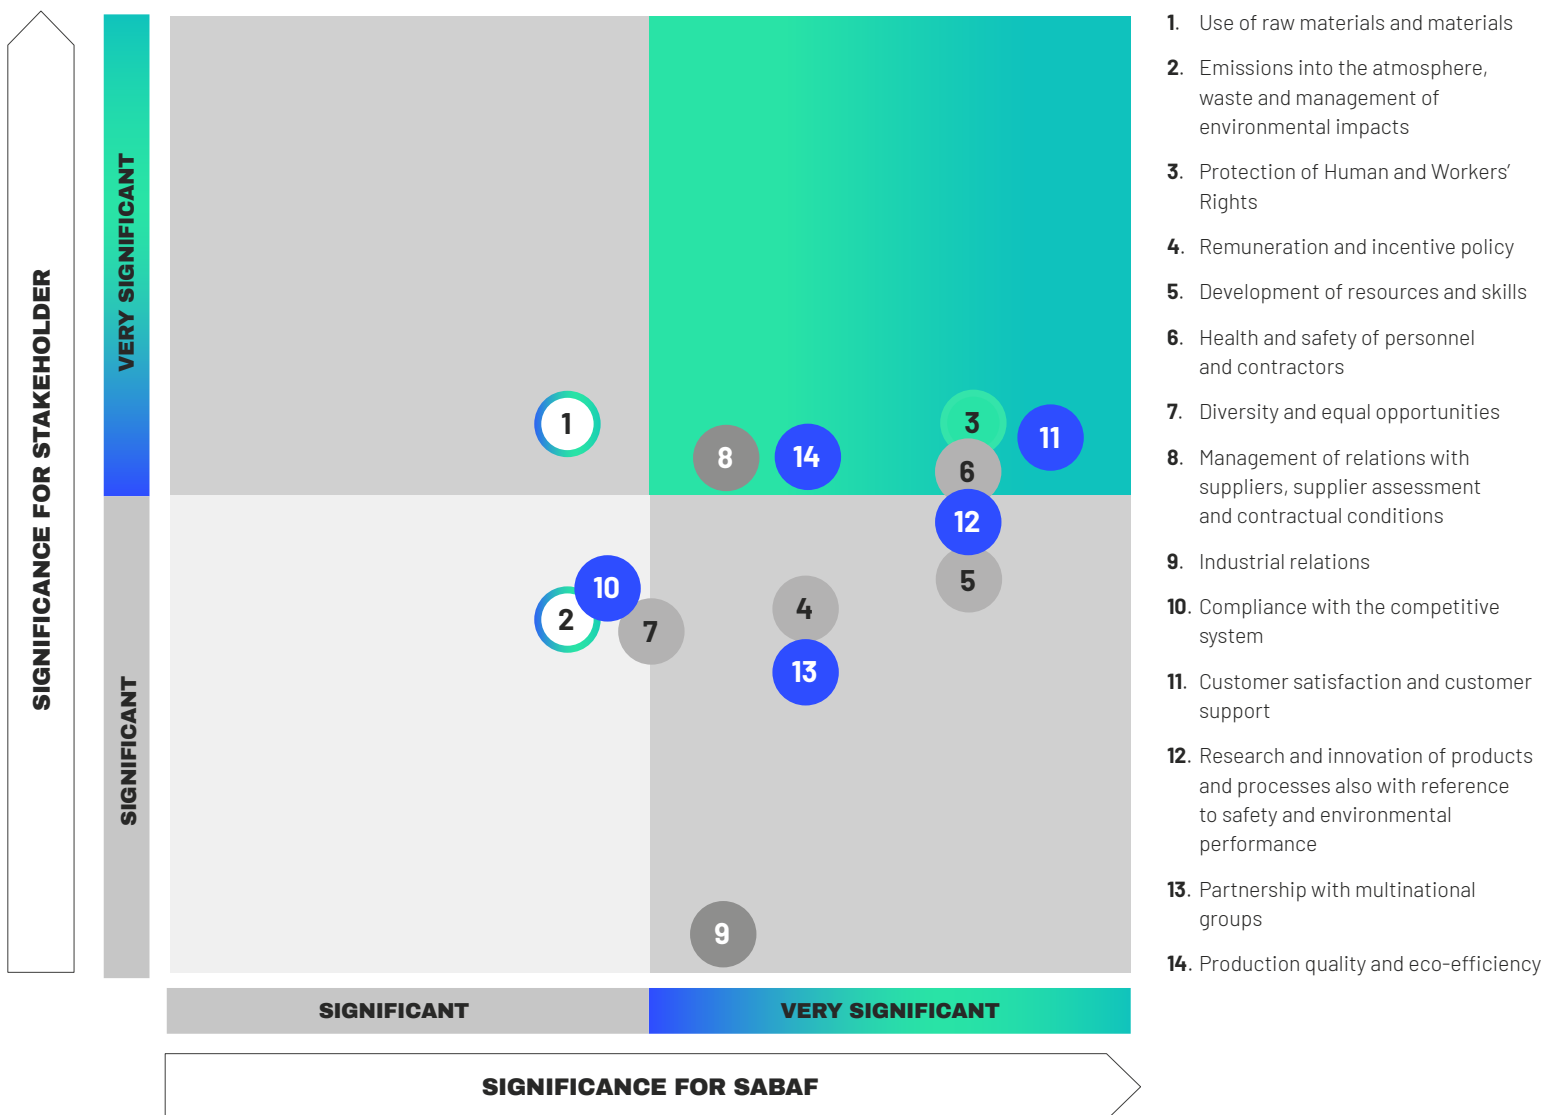 SIGNIFICANCE FOR STAKEHOLDER
VERY SIGNIFICANT
SIGNIFICANT
1
3
11
8
14
6
12
5
10
2
7
4
13
9
SIGNIFICANT
VERY SIGNIFICANT
SIGNIFICANCE FOR SABAF
1. Use of raw materials and materials
2. Emissions into the atmosphere,
waste and management of
environmental impacts
3. Protection of Human and Workers’
Rights
4. Remuneration and incentive policy
5. Development of resources and skills
6. Health and safety of personnel
and contractors
7. Diversity and equal opportunities
8. Management of relations with
suppliers, supplier assessment
and contractual conditions
9. Industrial relations
10. Compliance with the competitive
system
11. Customer satisfaction and customer
support
12. Research and innovation of products
and processes also with reference
to safety and environmental
performance
13. Partnership with multinational
groups
14. Production quality and eco-efficiency